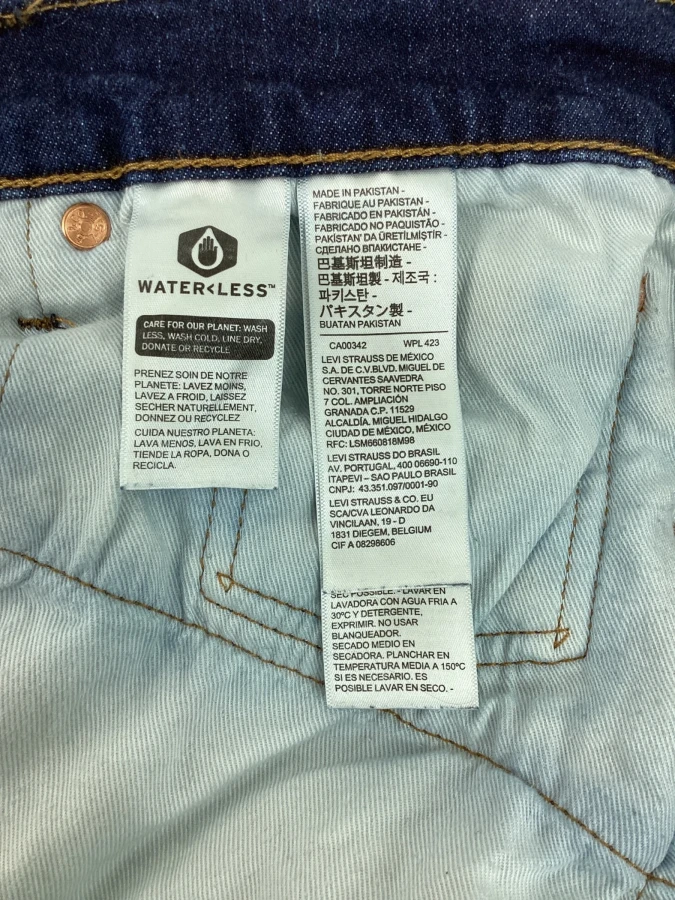 WATER<LESS™
CARE FOR OUR PLANET: WASH
LESS, WASH COLD, LINE DRY,
DONATE OR RECYCLE
PRENEZ SOIN DE NOTRE
PLANETE: LAVEZ MOINS,
LAVEZ A FROID, LAISSEZ
SECHER NATURELLEMENT,
DONNEZ OU RECYCLEZ
CUIDA NUESTRO PLANETA:
LAVA MENOS, LAVA EN FRIO,
TIENDE LA ROPA, DONA O
RECICLA.
MADE IN PAKISTAN -
FABRIQUE AU PAKISTAN -
FABRICADO EN PAKISTÁN -
FABRICADO NO PAQUISTÃO -
PAKİSTAN' DA ÜRETİLMİŞTİR -
СДЕЛАНО ВПАКИСТАНЕ -
巴基斯坦制造 -
巴基斯坦製 - 제조국 :
파키스탄 -
パキスタン製 -
BUATAN PAKISTAN
CA00342 WPL 423
LEVI STRAUSS DE MÉXICO
S.A. DE C.V.BLVD. MIGUEL DE
CERVANTES SAAVEDRA
NO. 301, TORRE NORTE PISO
7 COL. AMPLIACIÓN
GRANADA C.P. 11529
ALCALDÍA. MIGUEL HIDALGO
CIUDAD DE MÉXICO, MÉXICO
RFC: LSM660818M98
LEVI STRAUSS DO BRASIL
AV. PORTUGAL, 400 06690-110
ITAPEVI – SAO PAULO BRASIL
CNPJ: 43.351.097/0001-90
LEVI STRAUSS & CO. EU
SCA/CVA LEONARDO DA
VINCILAAN, 19 - D
1831 DIEGEM, BELGIUM
CIF A 08298606
SEC POSSIBLE. - LAVAR EN
LAVADORA CON AGUA FRIA A
30ºC Y DETERGENTE,
EXPRIMIR. NO USAR
BLANQUEADOR.
SECADO MEDIO EN
SECADORA. PLANCHAR EN
TEMPERATURA MEDIA A 150ºC
SI ES NECESARIO. ES
POSIBLE LAVAR EN SECO. -